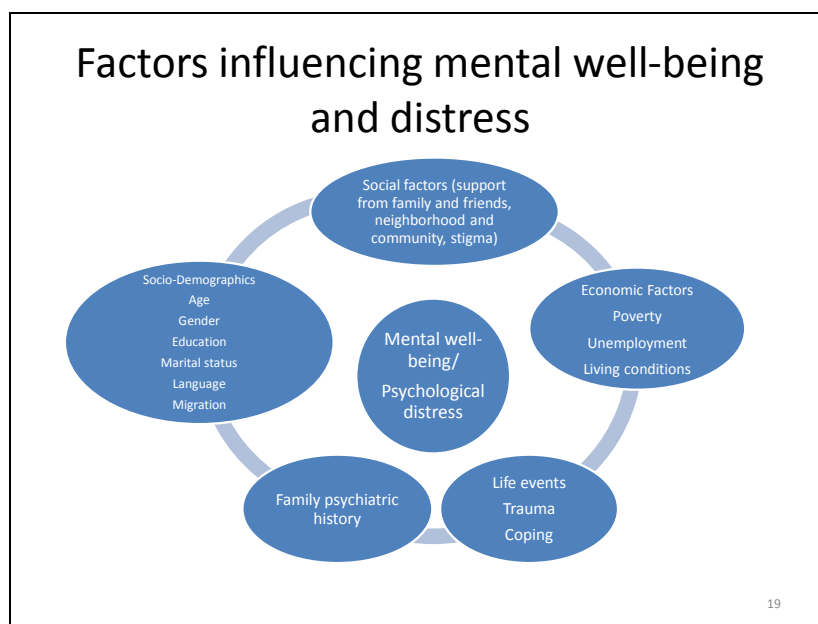 Factors influencing mental well-being
and distress
Social factors (support
from family and friends,
neighborhood and
community, stigma)
Economic Factors
Poverty
Unemployment
Living conditions
Life events
Trauma
Coping
Family psychiatric
history
Socio-Demographics
Age
Gender
Education
Marital status
Language
Migration
Mental well-
being/
Psychological
distress
19